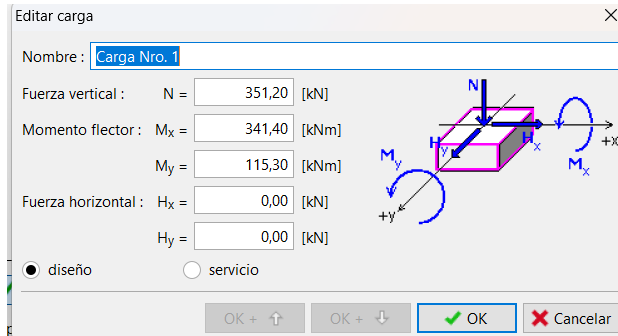 Editar carga
Nombre : Carga Nro. 1
Fuerza vertical : N = 351,20 [kN]
Momento flector : Mx = 341,40 [kNm]
My = 115,30 [kNm]
Fuerza horizontal : Hx = 0,00 [kN]
Hy = 0,00 [kN]
N
Hy
Hx
+x
My
Mx
+y
diseño servicio
OK + OK + OK Cancelar